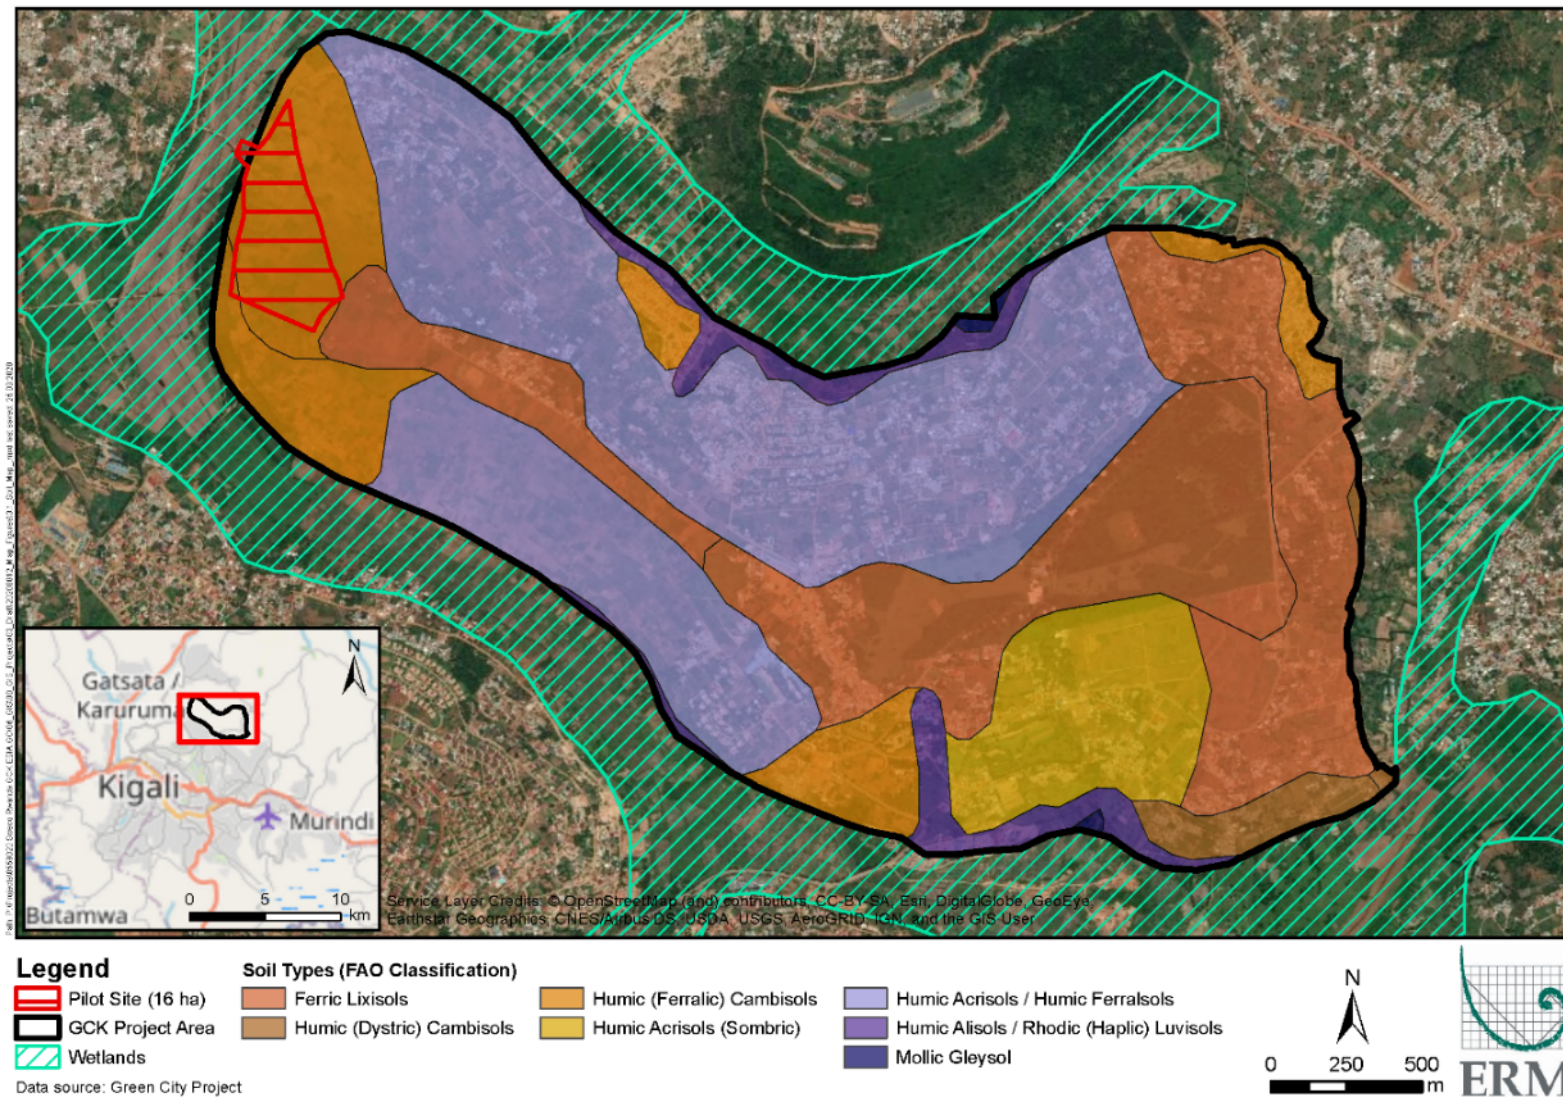 N
Gatsata /
Karuruma
Kigali
Murindi
Butamwa
0 5 10
km
Service Layer Credits: © OpenStreetMap (and) contributors, CC-BY-SA, Esri, DigitalGlobe, GeoEye,
Earthstar Geographics, CNES/Airbus DS, USDA, USGS, AeroGRID, IGN, and the GIS User
Legend
Pilot Site (16 ha)
GCK Project Area
Wetlands
Data source: Green City Project
Soil Types (FAO Classification)
Ferric Lixisols
Humic (Dystric) Cambisols
Humic (Ferralic) Cambisols
Humic Acrisols (Sombric)
Humic Acrisols / Humic Ferralsols
Humic Alisols / Rhodic (Haplic) Luvisols
Mollic Gleysol
N
0 250 500
m
ERM